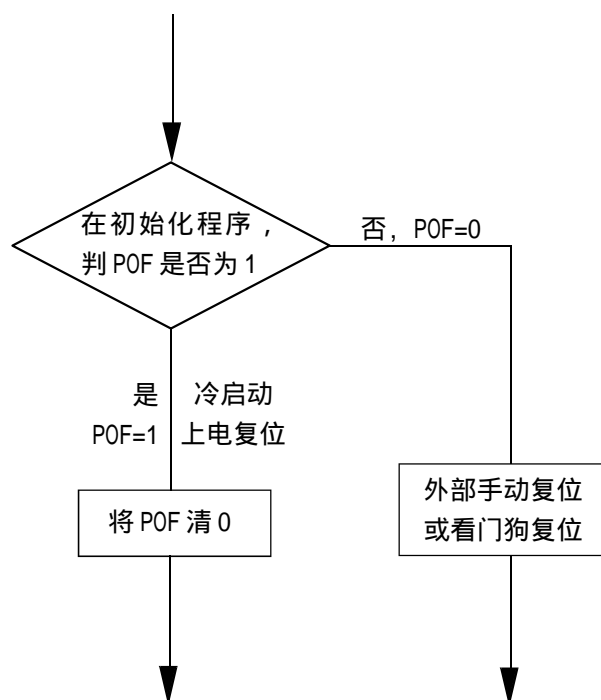 在初始化程序，
判 POF 是否为 1
否，POF=0
是 冷启动
POF=1 上电复位
将 POF 清 0
外部手动复位
或看门狗复位